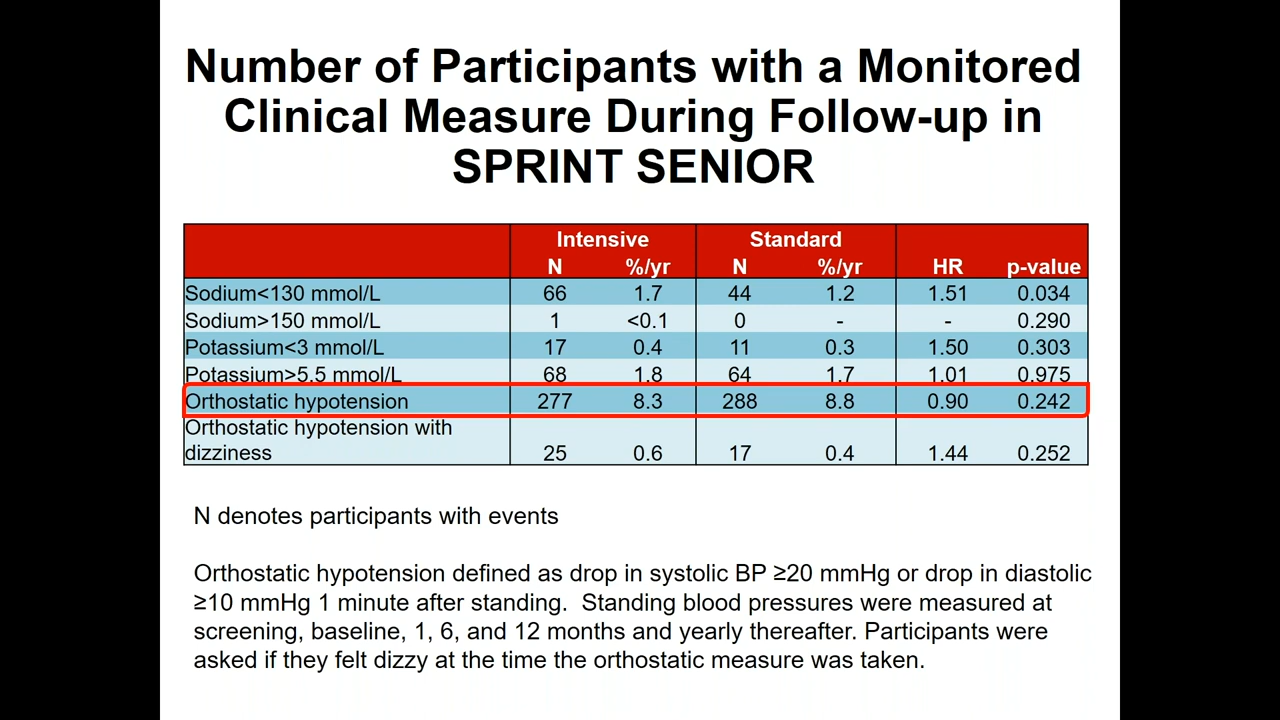 Number of Participants with a Monitored
Clinical Measure During Follow-up in
SPRINT SENIOR
Intensive Standard
N %/yr N %/yr HR p-value
Sodium<130 mmol/L 66 1.7 44 1.2 1.51 0.034
Sodium>150 mmol/L 1 <0.1 0 - - 0.290
Potassium<3 mmol/L 17 0.4 11 0.3 1.50 0.303
Potassium>5.5 mmol/L 68 1.8 64 1.7 1.01 0.975
Orthostatic hypotension 277 8.3 288 8.8 0.90 0.242
Orthostatic hypotension with
dizziness 25 0.6 17 0.4 1.44 0.252
N denotes participants with events
Orthostatic hypotension defined as drop in systolic BP ≥20 mmHg or drop in diastolic
≥10 mmHg 1 minute after standing.  Standing blood pressures were measured at
screening, baseline, 1, 6, and 12 months and yearly thereafter. Participants were
asked if they felt dizzy at the time the orthostatic measure was taken.